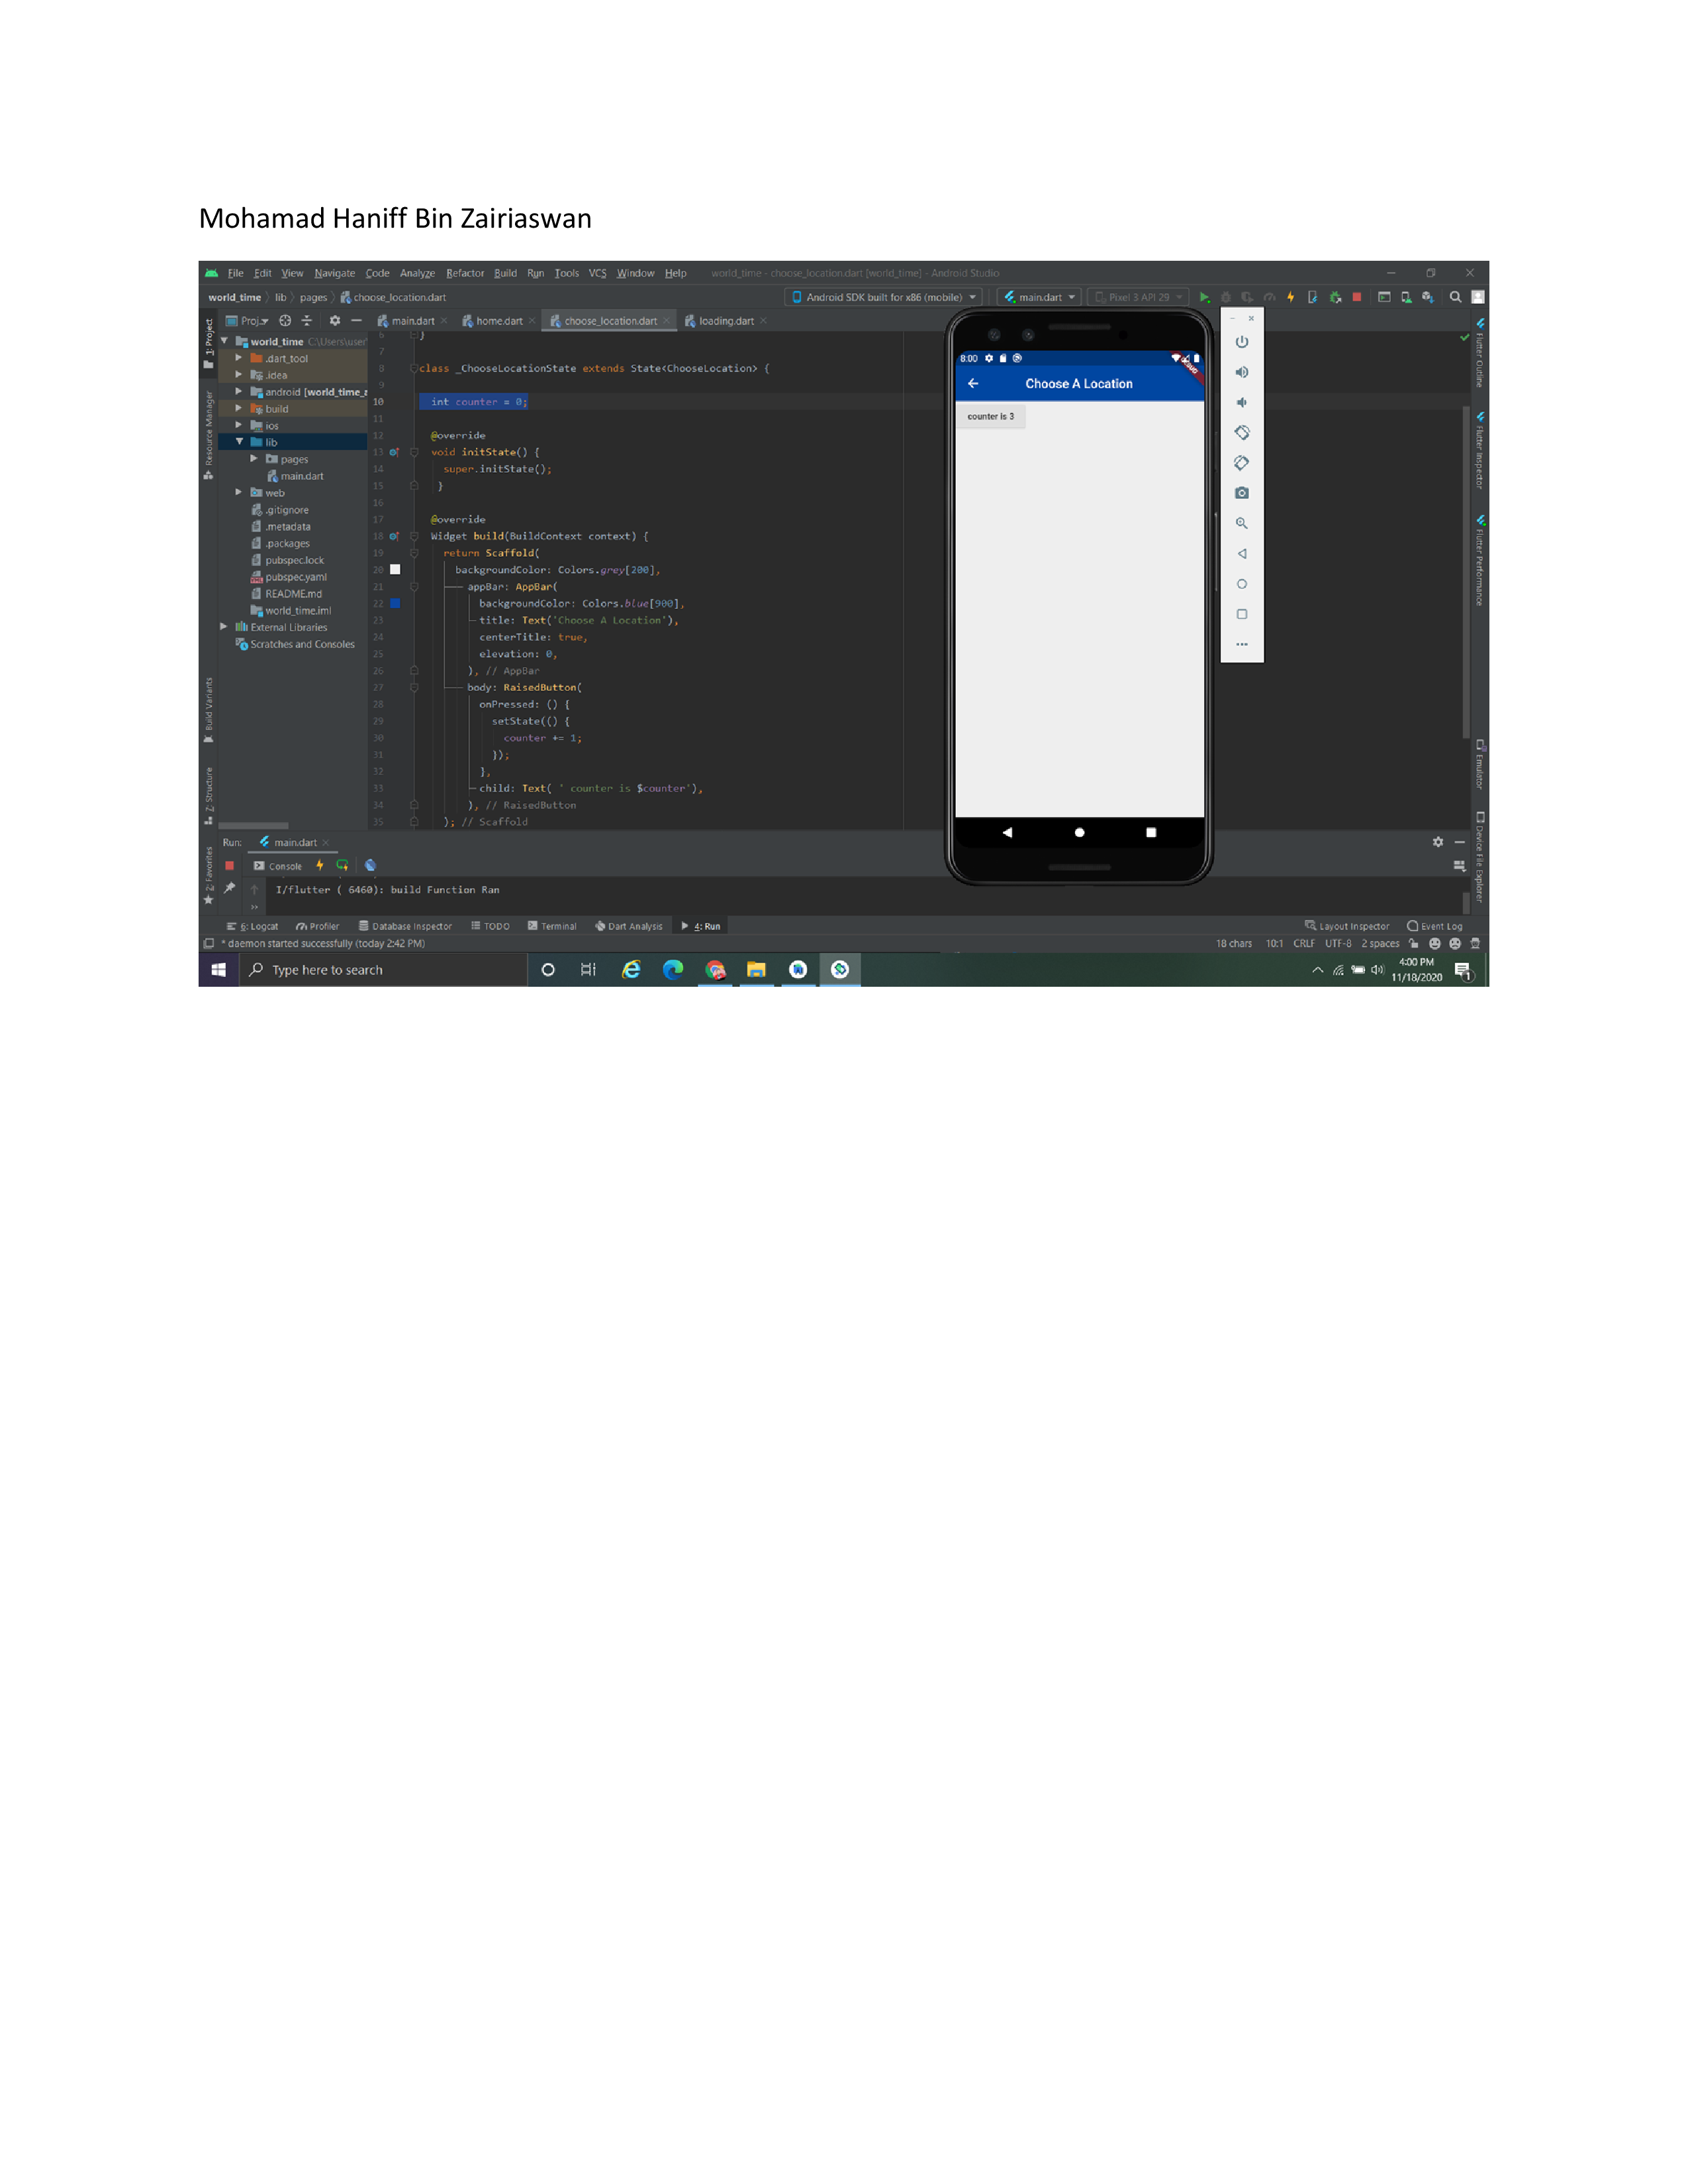 Mohamad Haniff Bin Zairiaswan
File Edit View Navigate Code Analyze Refactor Build Run Tools VCS Window Help world_time - choose_location.dart [world_time] - Android Studio
world_time lib pages choose_location.dart Android SDK built for x86 (mobile) main.dart Pixel 3 API 29
1: Project Proj... main.dart home.dart choose_location.dart loading.dart
world_time C:\Users\user
.dart_tool
.idea
android [world_time_a
build
ios
lib
pages
main.dart
web
.gitignore
.metadata
.packages
pubspec.lock
pubspec.yaml
README.md
world_time.iml
External Libraries
Scratches and Consoles
Resource Manager
Build Variants
Z: Structure
2: Favorites
6 }
7
8 class _ChooseLocationState extends State<ChooseLocation> {
9
10 int counter = 0;
11
12 @override
13 void initState() {
14 super.initState();
15 }
16
17 @override
18 Widget build(BuildContext context) {
19 return Scaffold(
20 backgroundColor: Colors.grey[200],
21 appBar: AppBar(
22 backgroundColor: Colors.blue[900],
23 title: Text('Choose A Location'),
24 centerTitle: true,
25 elevation: 0,
26 ), // AppBar
27 body: RaisedButton(
28 onPressed: () {
29 setState(() {
30 counter += 1;
31 });
32 },
33 child: Text( ' counter is $counter'),
34 ), // RaisedButton
35 ); // Scaffold
8:00
DEBUG
Choose A Location
counter is 3
Flutter Outline
Flutter Inspector
Flutter Performance
Emulator
Device File Explorer
Run: main.dart
Console
I/flutter ( 6460): build Function Ran
6: Logcat Profiler Database Inspector TODO Terminal Dart Analysis 4: Run Layout Inspector Event Log
* daemon started successfully (today 2:42 PM) 18 chars 10:1 CRLF UTF-8 2 spaces
Type here to search 4:00 PM
11/18/2020 1